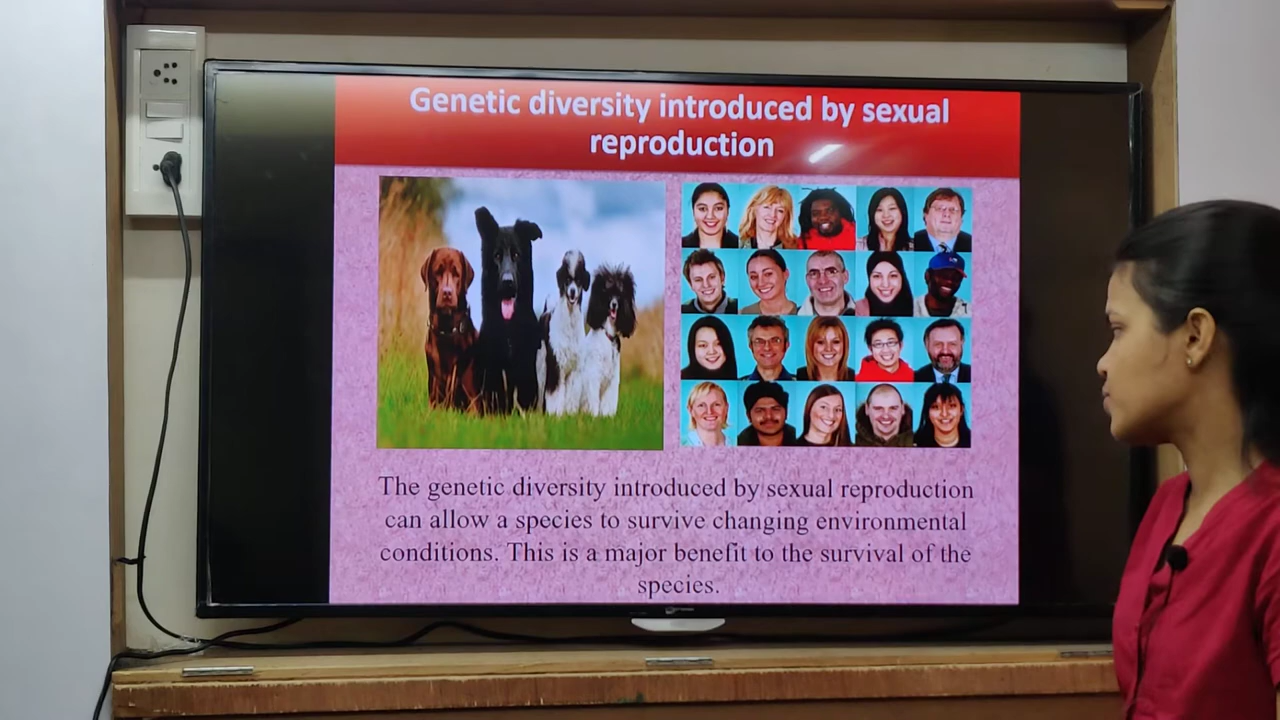 Genetic diversity introduced by sexual
reproduction
The genetic diversity introduced by sexual reproduction
can allow a species to survive changing environmental
conditions. This is a major benefit to the survival of the
species.